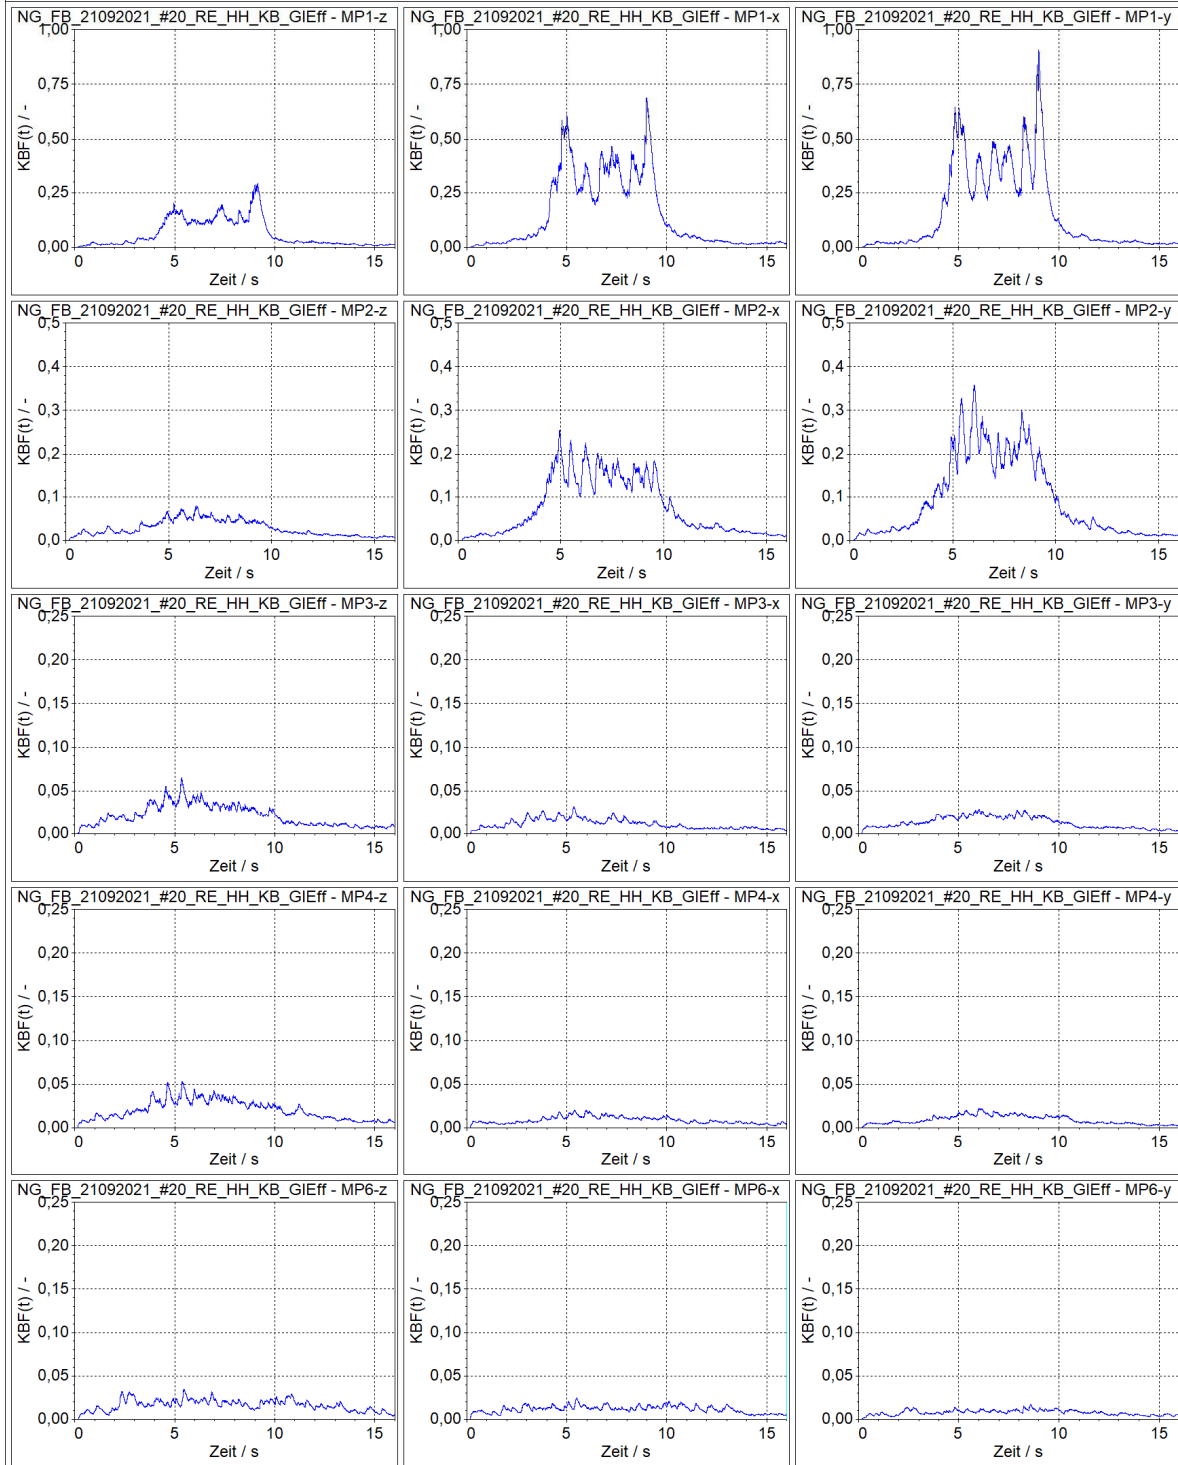 NG_FB_21092021_#20_RE_HH_KB_GIEff - MP1-z
1,00
0,75
0,50
0,25
0,00
KBF(t) / -
0 5 10 15
Zeit / s
NG_FB_21092021_#20_RE_HH_KB_GIEff - MP1-x
1,00
0,75
0,50
0,25
0,00
KBF(t) / -
0 5 10 15
Zeit / s
NG_FB_21092021_#20_RE_HH_KB_GIEff - MP1-y
1,00
0,75
0,50
0,25
0,00
KBF(t) / -
0 5 10 15
Zeit / s
NG_FB_21092021_#20_RE_HH_KB_GIEff - MP2-z
0,5
0,4
0,3
0,2
0,1
0,0
KBF(t) / -
0 5 10 15
Zeit / s
NG_FB_21092021_#20_RE_HH_KB_GIEff - MP2-x
0,5
0,4
0,3
0,2
0,1
0,0
KBF(t) / -
0 5 10 15
Zeit / s
NG_FB_21092021_#20_RE_HH_KB_GIEff - MP2-y
0,5
0,4
0,3
0,2
0,1
0,0
KBF(t) / -
0 5 10 15
Zeit / s
NG_FB_21092021_#20_RE_HH_KB_GIEff - MP3-z
0,25
0,20
0,15
0,10
0,05
0,00
KBF(t) / -
0 5 10 15
Zeit / s
NG_FB_21092021_#20_RE_HH_KB_GIEff - MP3-x
0,25
0,20
0,15
0,10
0,05
0,00
KBF(t) / -
0 5 10 15
Zeit / s
NG_FB_21092021_#20_RE_HH_KB_GIEff - MP3-y
0,25
0,20
0,15
0,10
0,05
0,00
KBF(t) / -
0 5 10 15
Zeit / s
NG_FB_21092021_#20_RE_HH_KB_GIEff - MP4-z
0,25
0,20
0,15
0,10
0,05
0,00
KBF(t) / -
0 5 10 15
Zeit / s
NG_FB_21092021_#20_RE_HH_KB_GIEff - MP4-x
0,25
0,20
0,15
0,10
0,05
0,00
KBF(t) / -
0 5 10 15
Zeit / s
NG_FB_21092021_#20_RE_HH_KB_GIEff - MP4-y
0,25
0,20
0,15
0,10
0,05
0,00
KBF(t) / -
0 5 10 15
Zeit / s
NG_FB_21092021_#20_RE_HH_KB_GIEff - MP6-z
0,25
0,20
0,15
0,10
0,05
0,00
KBF(t) / -
0 5 10 15
Zeit / s
NG_FB_21092021_#20_RE_HH_KB_GIEff - MP6-x
0,25
0,20
0,15
0,10
0,05
0,00
KBF(t) / -
0 5 10 15
Zeit / s
NG_FB_21092021_#20_RE_HH_KB_GIEff - MP6-y
0,25
0,20
0,15
0,10
0,05
0,00
KBF(t) / -
0 5 10 15
Zeit / s